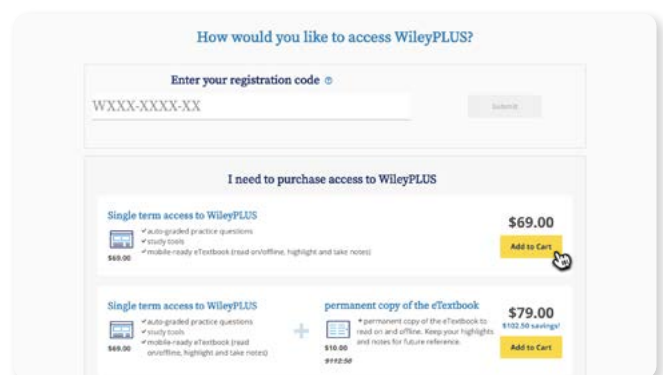 How would you like to access WileyPLUS?
Enter your registration code ?
WXXX-XXXX-XX
Submit
I need to purchase access to WileyPLUS
Single term access to WileyPLUS
✓auto-graded practice questions
✓study tools
✓mobile-ready eTextbook (read on/offline, highlight and take notes)
$69.00
$69.00
Add to Cart
Single term access to WileyPLUS
✓auto-graded practice questions
✓study tools
✓mobile-ready eTextbook (read
on/offline, highlight and take notes)
$69.00
+
permanent copy of the eTextbook
permanent copy of the eTextbook to
read on and offline. Keep your highlights
and notes for future reference.
$10.00
$112.50
$79.00
$102.50 savings!
Add to Cart